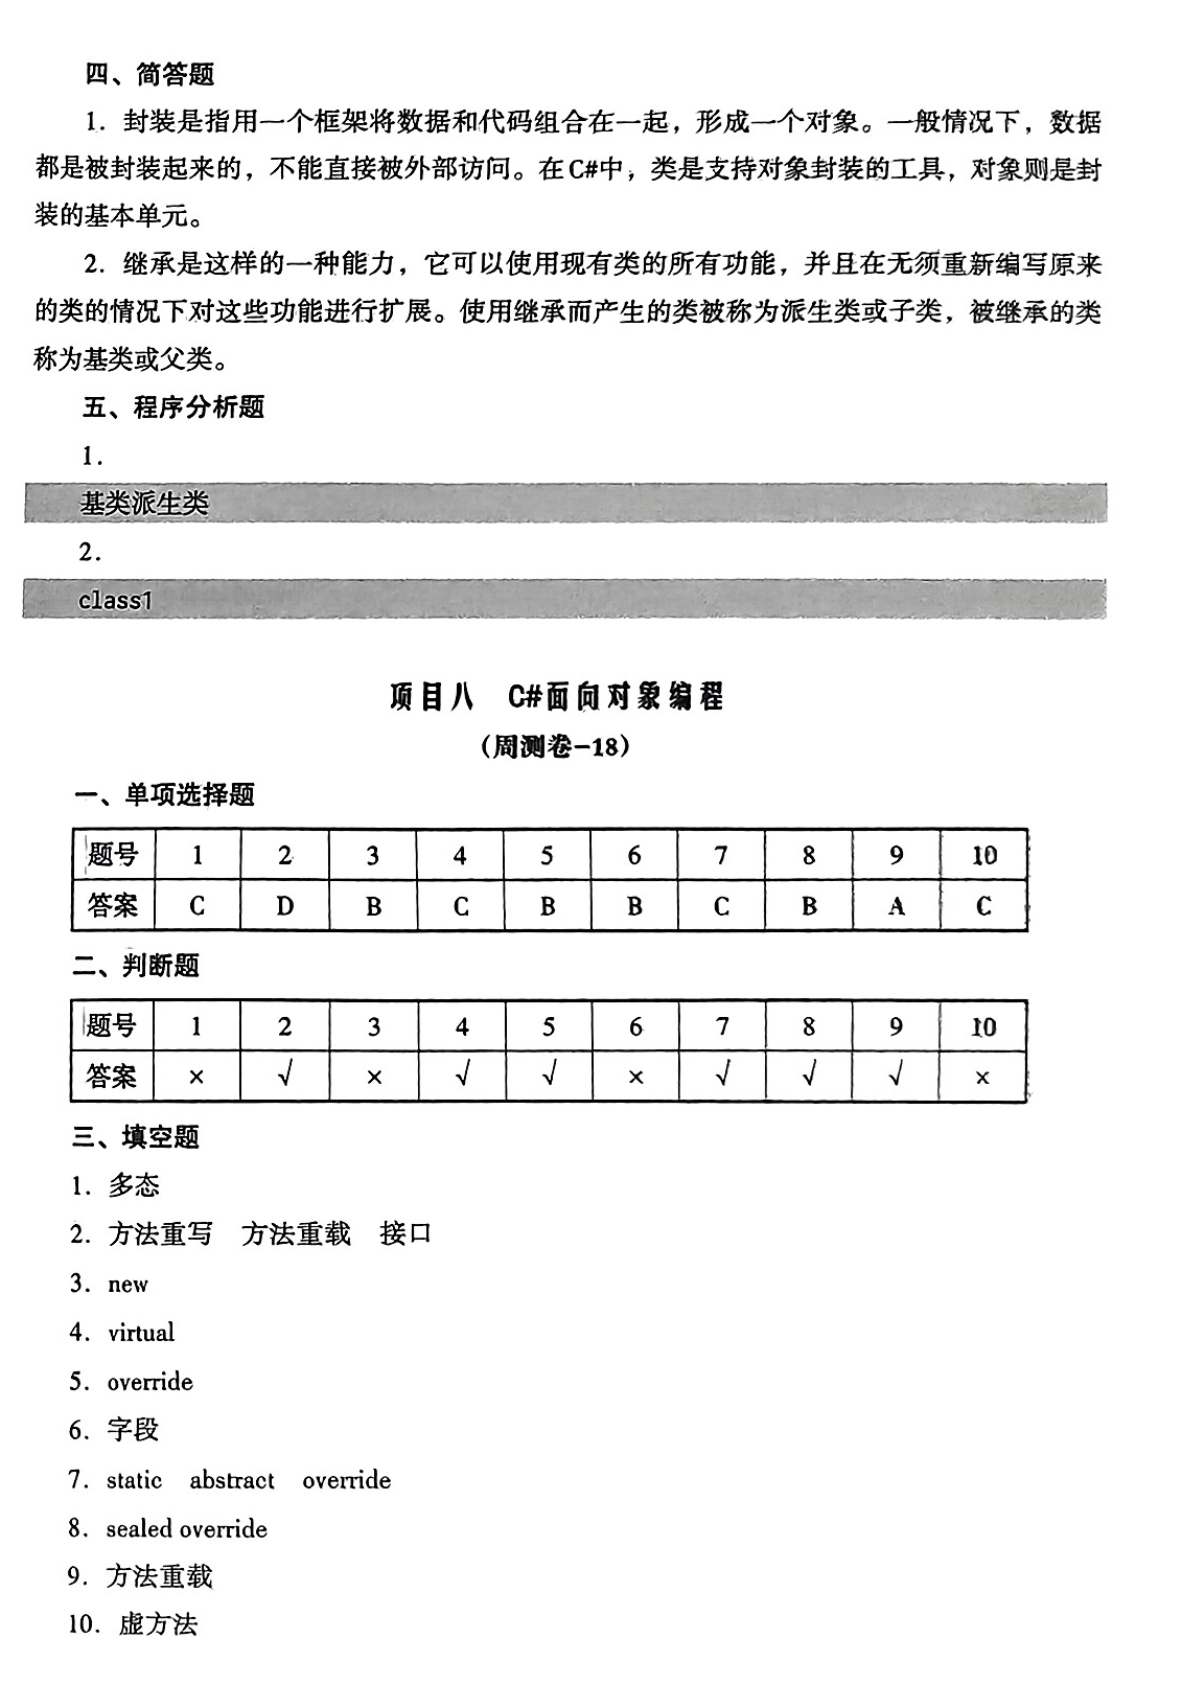 四、简答题
1. 封装是指用一个框架将数据和代码组合在一起，形成一个对象。一般情况下，数据
都是被封装起来的，不能直接被外部访问。在C#中，类是支持对象封装的工具，对象则是封
装的基本单元。
2. 继承是这样的一种能力，它可以使用现有类的所有功能，并且在无须重新编写原来
的类的情况下对这些功能进行扩展。使用继承而产生的类被称为派生类或子类，被继承的类
称为基类或父类。
五、程序分析题
1.
基类派生类
2.
class1
项目八 C#面向对象编程
（周测卷-18）
一、单项选择题
题号 1 2 3 4 5 6 7 8 9 10
答案 C D B C B B C B A C
二、判断题
题号 1 2 3 4 5 6 7 8 9 10
答案 × √ × √ √ × √ √ √ ×
三、填空题
1. 多态
2. 方法重写 方法重载 接口
3. new
4. virtual
5. override
6. 字段
7. static abstract override
8. sealed override
9. 方法重载
10. 虚方法